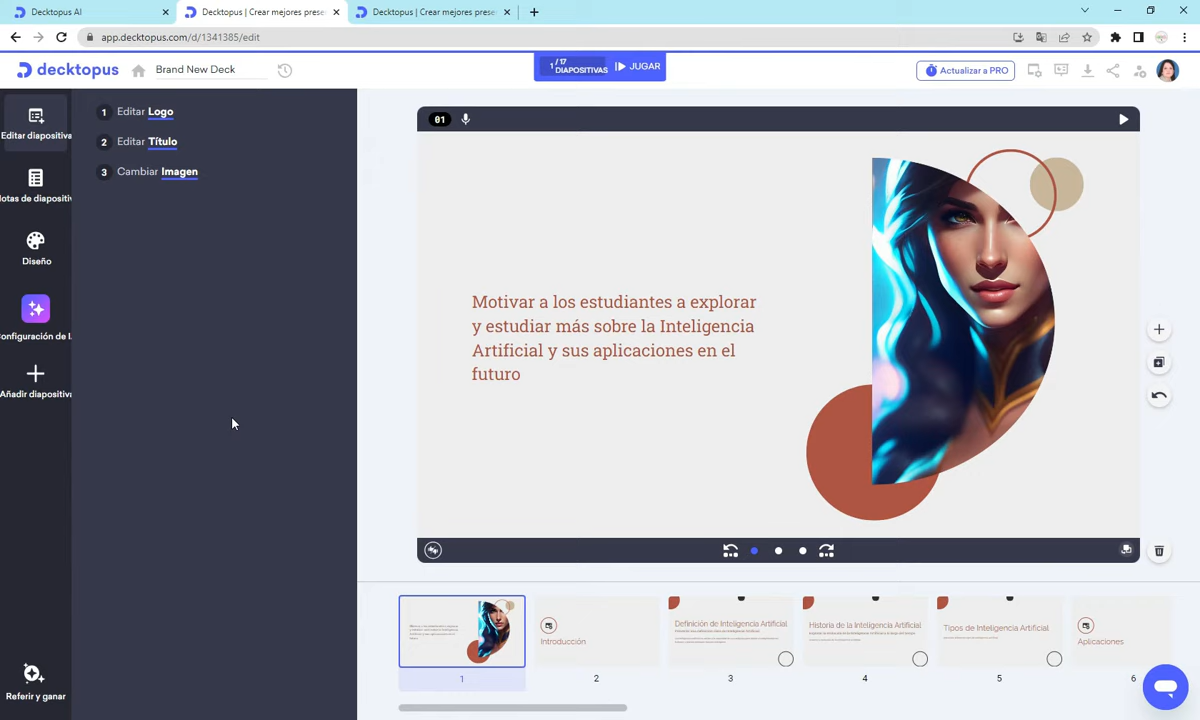 Decktopus AI
Decktopus | Crear mejores prese
Decktopus | Crear mejores prese
app.decktopus.com/d/1341385/edit
decktopus
Brand New Deck
1/17
DIAPOSITIVAS
JUGAR
Actualizar a PRO
Editar diapositiva
Notas de diapositiv
Diseño
Configuración de I.
Añadir diapositiva
Referir y ganar
1 Editar Logo
2 Editar Título
3 Cambiar Imagen
01
Motivar a los estudiantes a explorar
y estudiar más sobre la Inteligencia
Artificial y sus aplicaciones en el
futuro
Introducción
Definición de Inteligencia Artificial
Historia de la Inteligencia Artificial
Tipos de Inteligencia Artificial
Aplicaciones
1
2
3
4
5
6